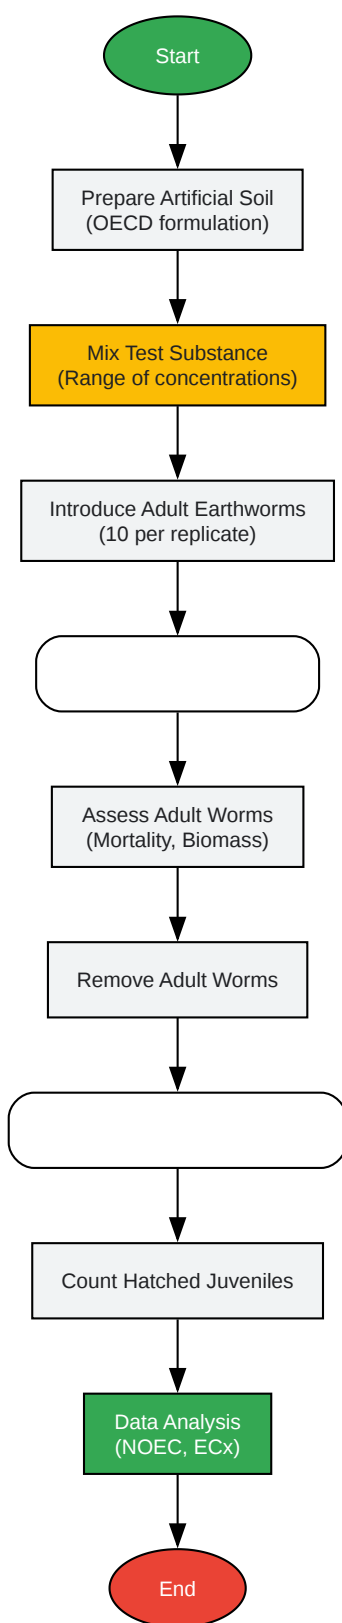 Start
Prepare Artificial Soil
(OECD formulation)
Mix Test Substance
(Range of concentrations)
Introduce Adult Earthworms
(10 per replicate)
Assess Adult Worms
(Mortality, Biomass)
Remove Adult Worms
Count Hatched Juveniles
Data Analysis
(NOEC, ECx)
End